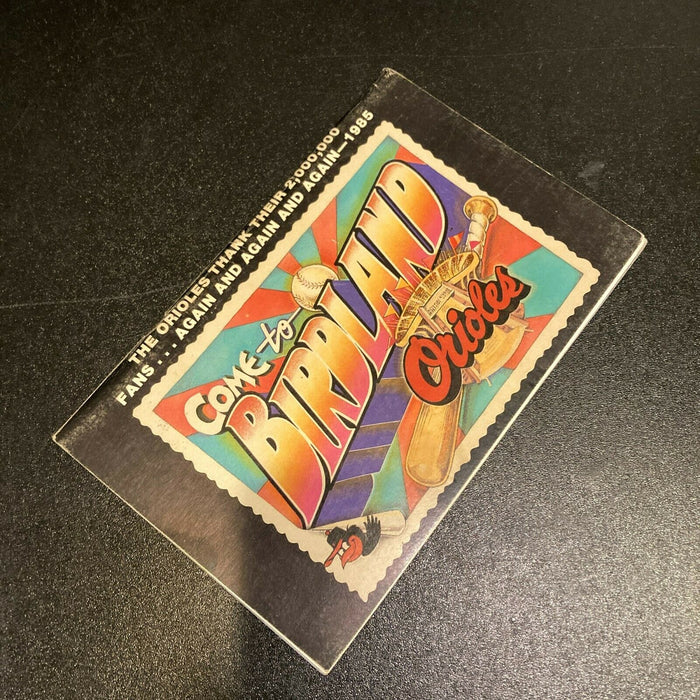 THE ORIOLES THANK THEIR 2,000,000
FANS . . . AGAIN AND AGAIN AND AGAIN—1985
COME to
BIRDLAND
Orioles